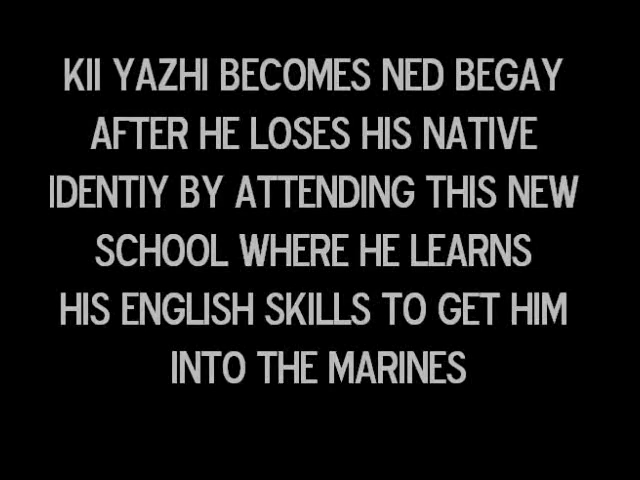 KII YAZHI BECOMES NED BEGAY
AFTER HE LOSES HIS NATIVE
IDENTIY BY ATTENDING THIS NEW
SCHOOL WHERE HE LEARNS
HIS ENGLISH SKILLS TO GET HIM
INTO THE MARINES